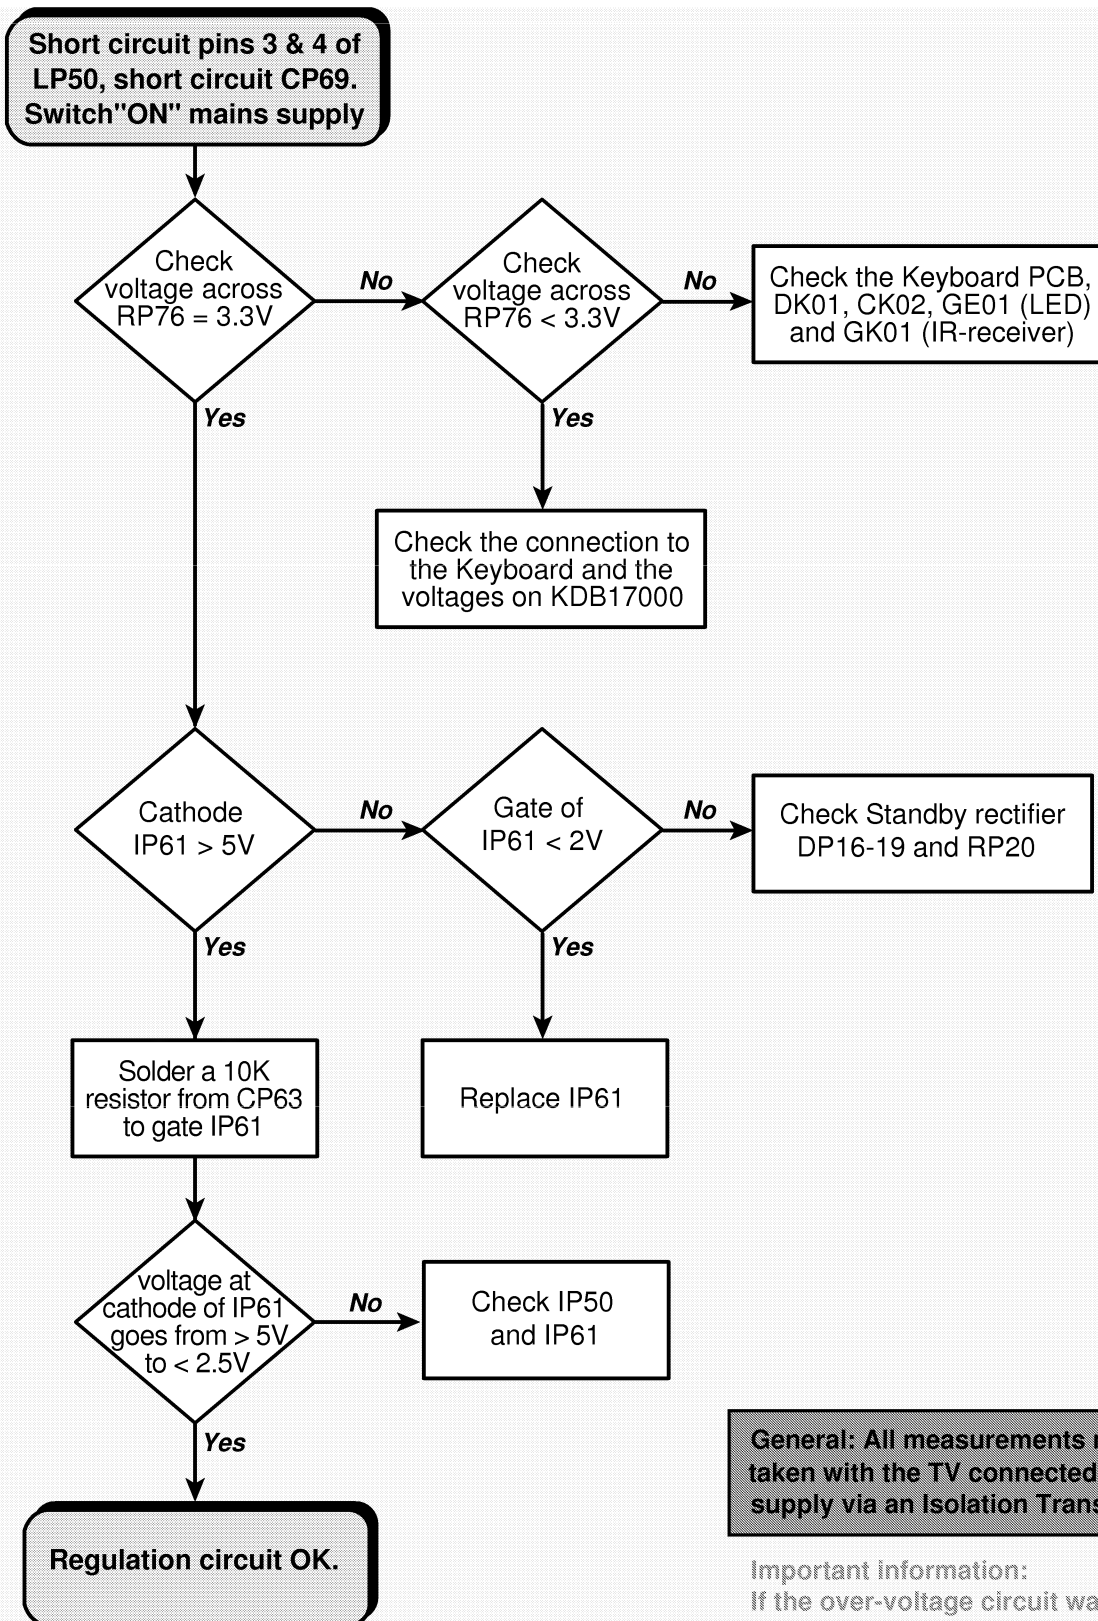 Short circuit pins 3 & 4 of
LP50, short circuit CP69.
Switch"ON" mains supply
Check
voltage across
RP76 = 3.3V
No
Check
voltage across
RP76 < 3.3V
No
Check the Keyboard PCB,
DK01, CK02, GE01 (LED)
and GK01 (IR-receiver)
Yes
Yes
Check the connection to
the Keyboard and the
voltages on KDB17000
Cathode
IP61 > 5V
No
Gate of
IP61 < 2V
No
Check Standby rectifier
DP16-19 and RP20
Yes
Yes
Solder a 10K
resistor from CP63
to gate IP61
Replace IP61
voltage at
cathode of IP61
goes from > 5V
to < 2.5V
No
Check IP50
and IP61
Yes
Regulation circuit OK.
General: All measurements
taken with the TV connected
supply via an Isolation
Important information:
If the over-voltage circuit